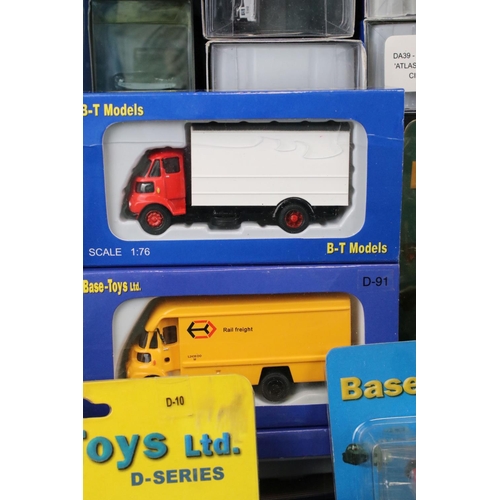 DA39 -
'ATLAS
B-T Models
SCALE 1:76
B-T Models
Base-Toys Ltd.
D-91
Rail freight
D-10
Toys Ltd.
D-SERIES
Base